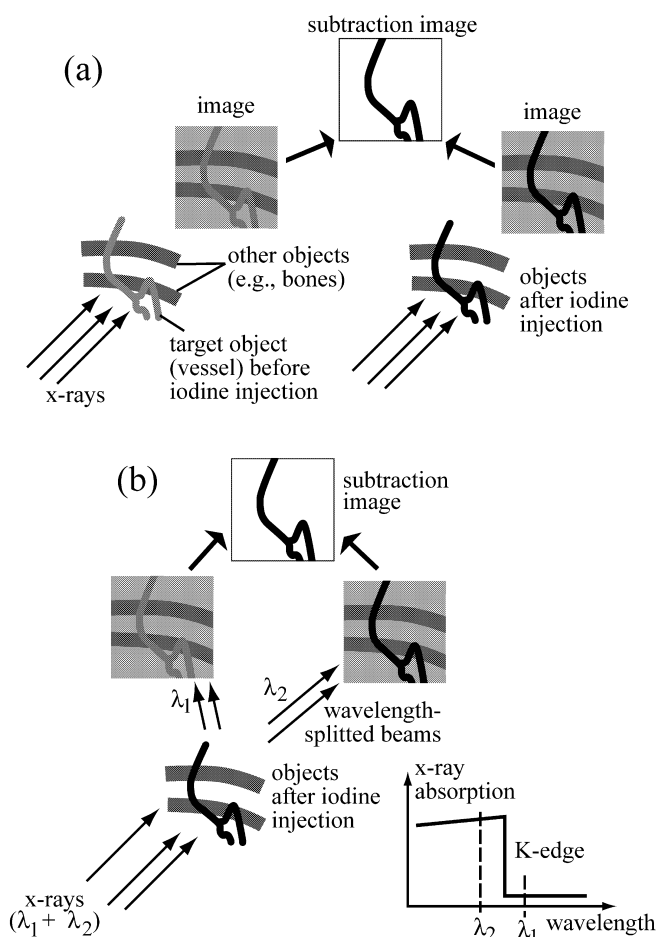 subtraction image
(a)
image
image
other objects
(e.g., bones)
objects
after iodine
injection
target object
(vessel) before
iodine injection
x-rays
(b)
subtraction
image
λ1
λ2
wavelength-
splitted beams
objects
after iodine
injection
x-rays
(λ1 + λ2)
x-ray
absorption
K-edge
λ2
λ1
wavelength